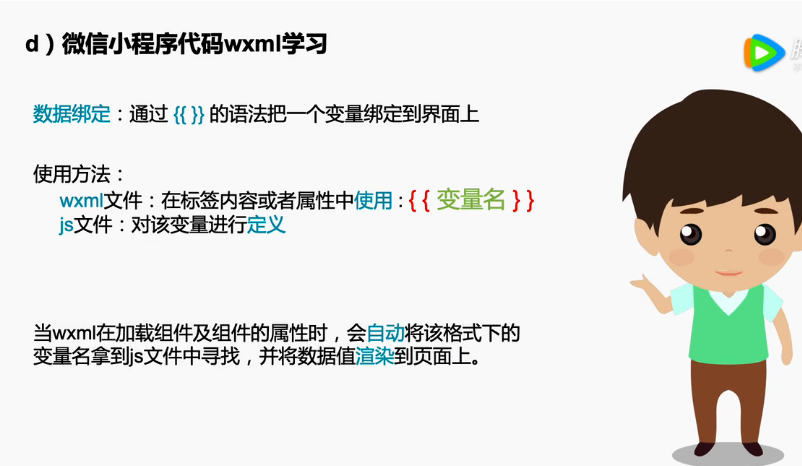 d）微信小程序代码wxml学习
数据绑定：通过 {{ }} 的语法把一个变量绑定到界面上
使用方法：
wxml文件：在标签内容或者属性中使用：{ { 变量名 } }
js文件：对该变量进行定义
当wxml在加载组件及组件的属性时，会自动将该格式下的
变量名拿到js文件中寻找，并将数据值渲染到页面上。